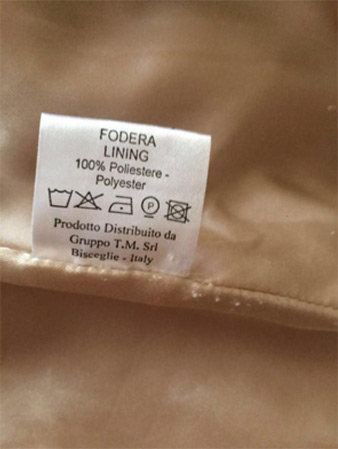 FODERA
LINING
100% Poliestere -
Polyester
P
Prodotto Distribuito da
Gruppo T.M. Srl
Bisceglie - Italy